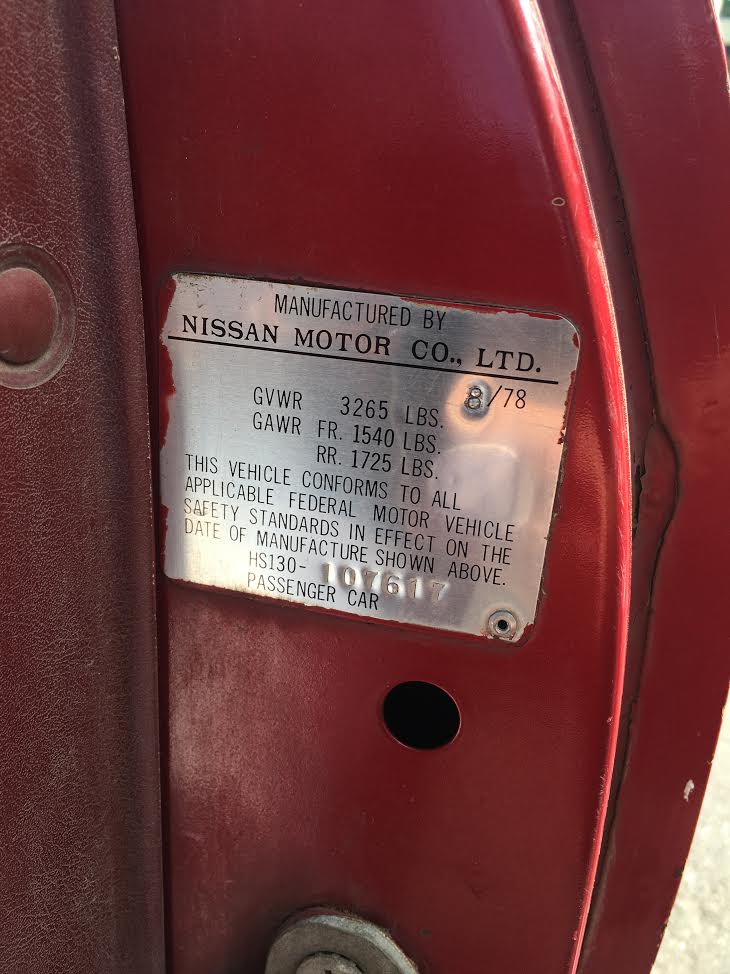 MANUFACTURED BY
NISSAN MOTOR CO., LTD.
8/78
GVWR 3265 LBS.
GAWR FR. 1540 LBS.
RR. 1725 LBS.
THIS VEHICLE CONFORMS TO ALL
APPLICABLE FEDERAL MOTOR VEHICLE
SAFETY STANDARDS IN EFFECT ON THE
DATE OF MANUFACTURE SHOWN ABOVE.
HS130- 107617
PASSENGER CAR